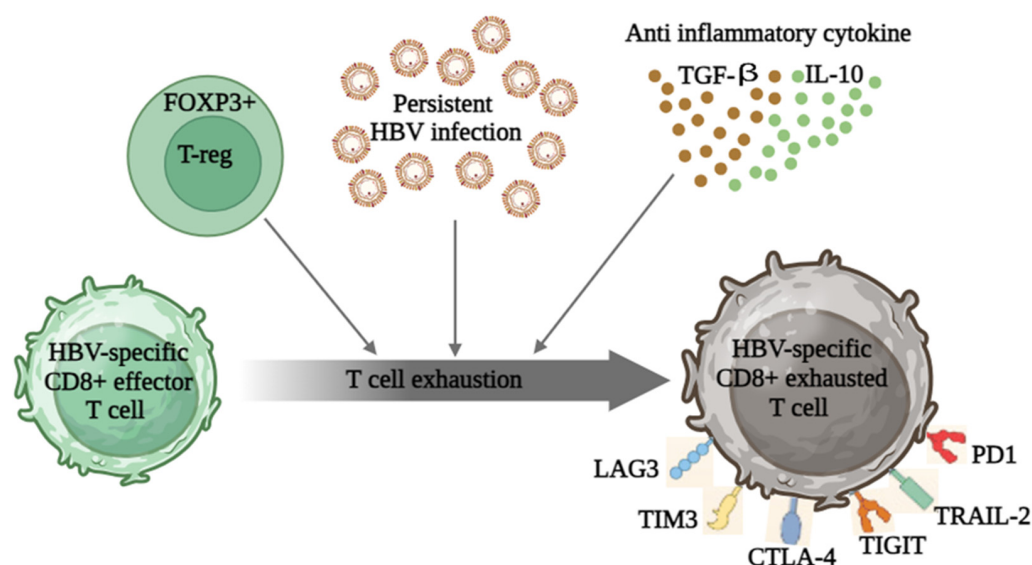 Anti inflammatory cytokine
TGF-β
IL-10
FOXP3+
T-reg
Persistent
HBV infection
HBV-specific
CD8+ effector
T cell
T cell exhaustion
HBV-specific
CD8+ exhausted
T cell
LAG3
TIM3
CTLA-4
TIGIT
TRAIL-2
PD1